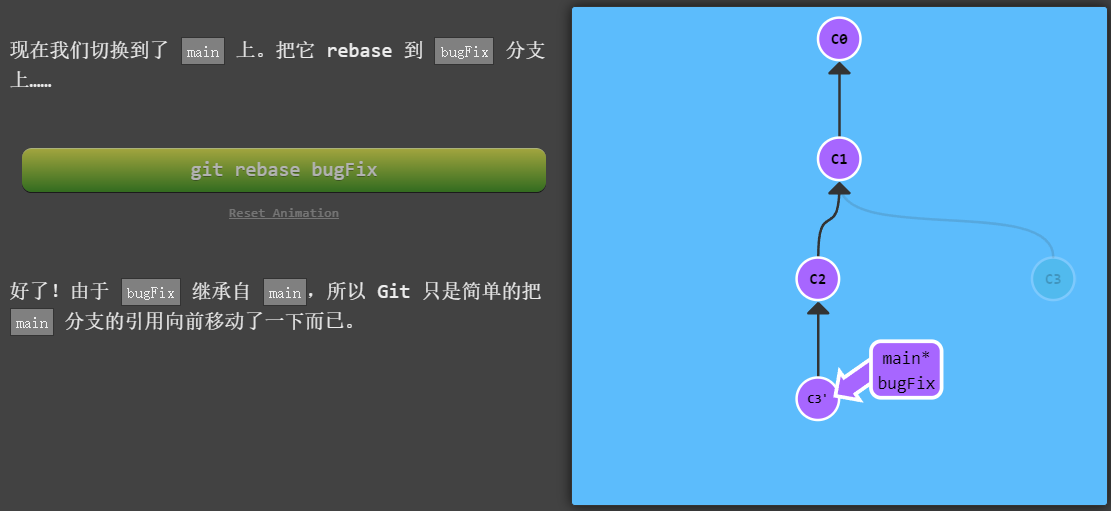 现在我们切换到了 main 上。把它 rebase 到 bugFix 分支
上……
git rebase bugFix
Reset Animation
好了！由于 bugFix 继承自 main，所以 Git 只是简单的把
main 分支的引用向前移动了一下而已。
C0
C1
C2
C3
main*
bugFix
C3'